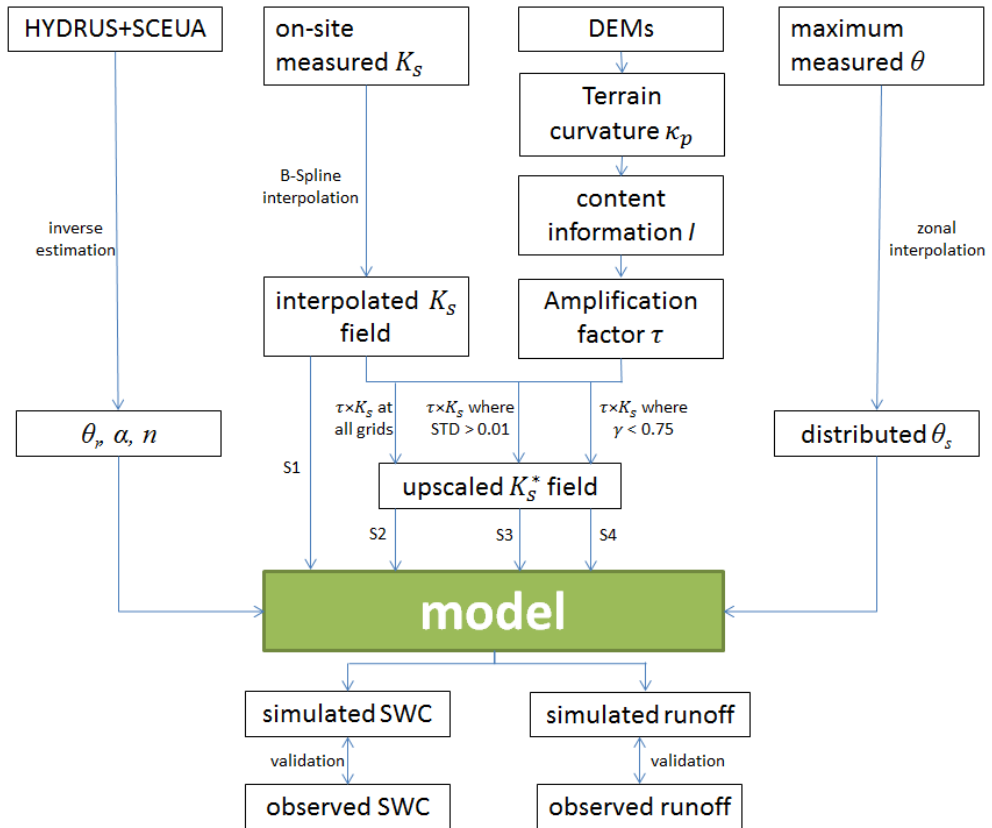 HYDRUS+SCEUA
on-site
measured Kₛ
DEMs
maximum
measured θ
Terrain
curvature κₚ
B-Spline
interpolation
content
information I
inverse
estimation
zonal
interpolation
interpolated Kₛ
field
Amplification
factor τ
τ×Kₛ at
all grids
τ×Kₛ where
STD > 0.01
τ×Kₛ where
γ < 0.75
θᵣ, α, n
distributed θₛ
S1
upscaled Kₛ* field
S2
S3
S4
model
simulated SWC
simulated runoff
validation
validation
observed SWC
observed runoff